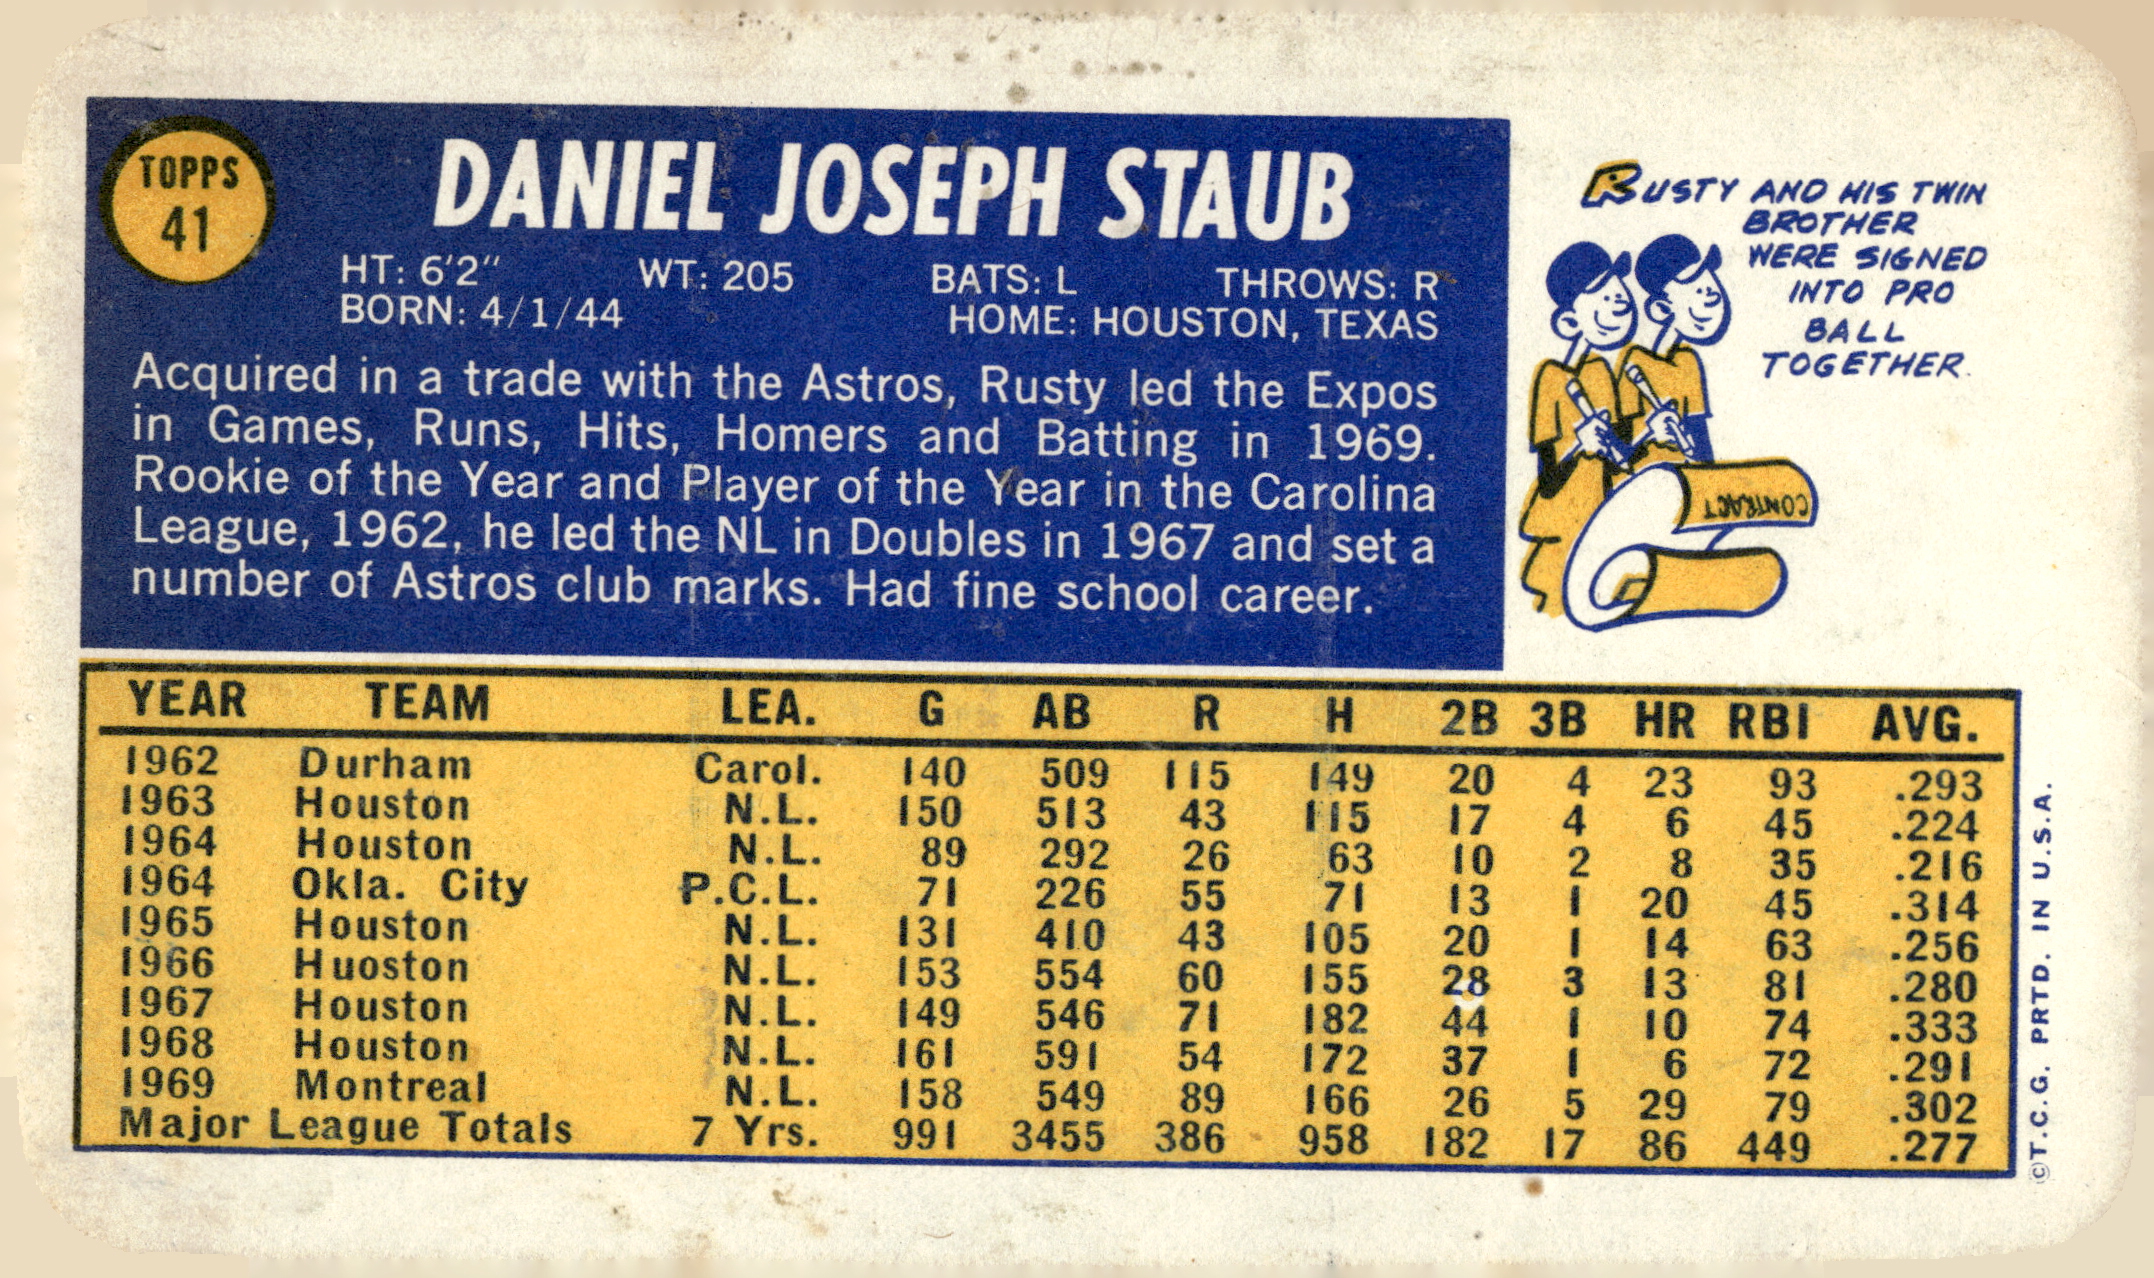 TOPPS
41
DANIEL JOSEPH STAUB
HT: 6'2" WT: 205 BATS: L THROWS: R
BORN: 4/1/44 HOME: HOUSTON, TEXAS
Acquired in a trade with the Astros, Rusty led the Expos
in Games, Runs, Hits, Homers and Batting in 1969.
Rookie of the Year and Player of the Year in the Carolina
League, 1962, he led the NL in Doubles in 1967 and set a
number of Astros club marks. Had fine school career.
RUSTY AND HIS TWIN
BROTHER
WERE SIGNED
INTO PRO
BALL
TOGETHER.
CONTRACT
YEAR TEAM LEA. G AB R H 2B 3B HR RBI AVG.
1962 Durham Carol. 140 509 115 149 20 4 23 93 .293
1963 Houston N.L. 150 513 43 115 17 4 6 45 .224
1964 Houston N.L. 89 292 26 63 10 2 8 35 .216
1964 Okla. City P.C.L. 71 226 55 71 13 1 20 45 .314
1965 Houston N.L. 131 410 43 105 20 1 14 63 .256
1966 Huoston N.L. 153 554 60 155 28 3 13 81 .280
1967 Houston N.L. 149 546 71 182 44 1 10 74 .333
1968 Houston N.L. 161 591 54 172 37 1 6 72 .291
1969 Montreal N.L. 158 549 89 166 26 5 29 79 .302
Major League Totals 7 Yrs. 991 3455 386 958 182 17 86 449 .277
©T.C.G. PRTD. IN U.S.A.